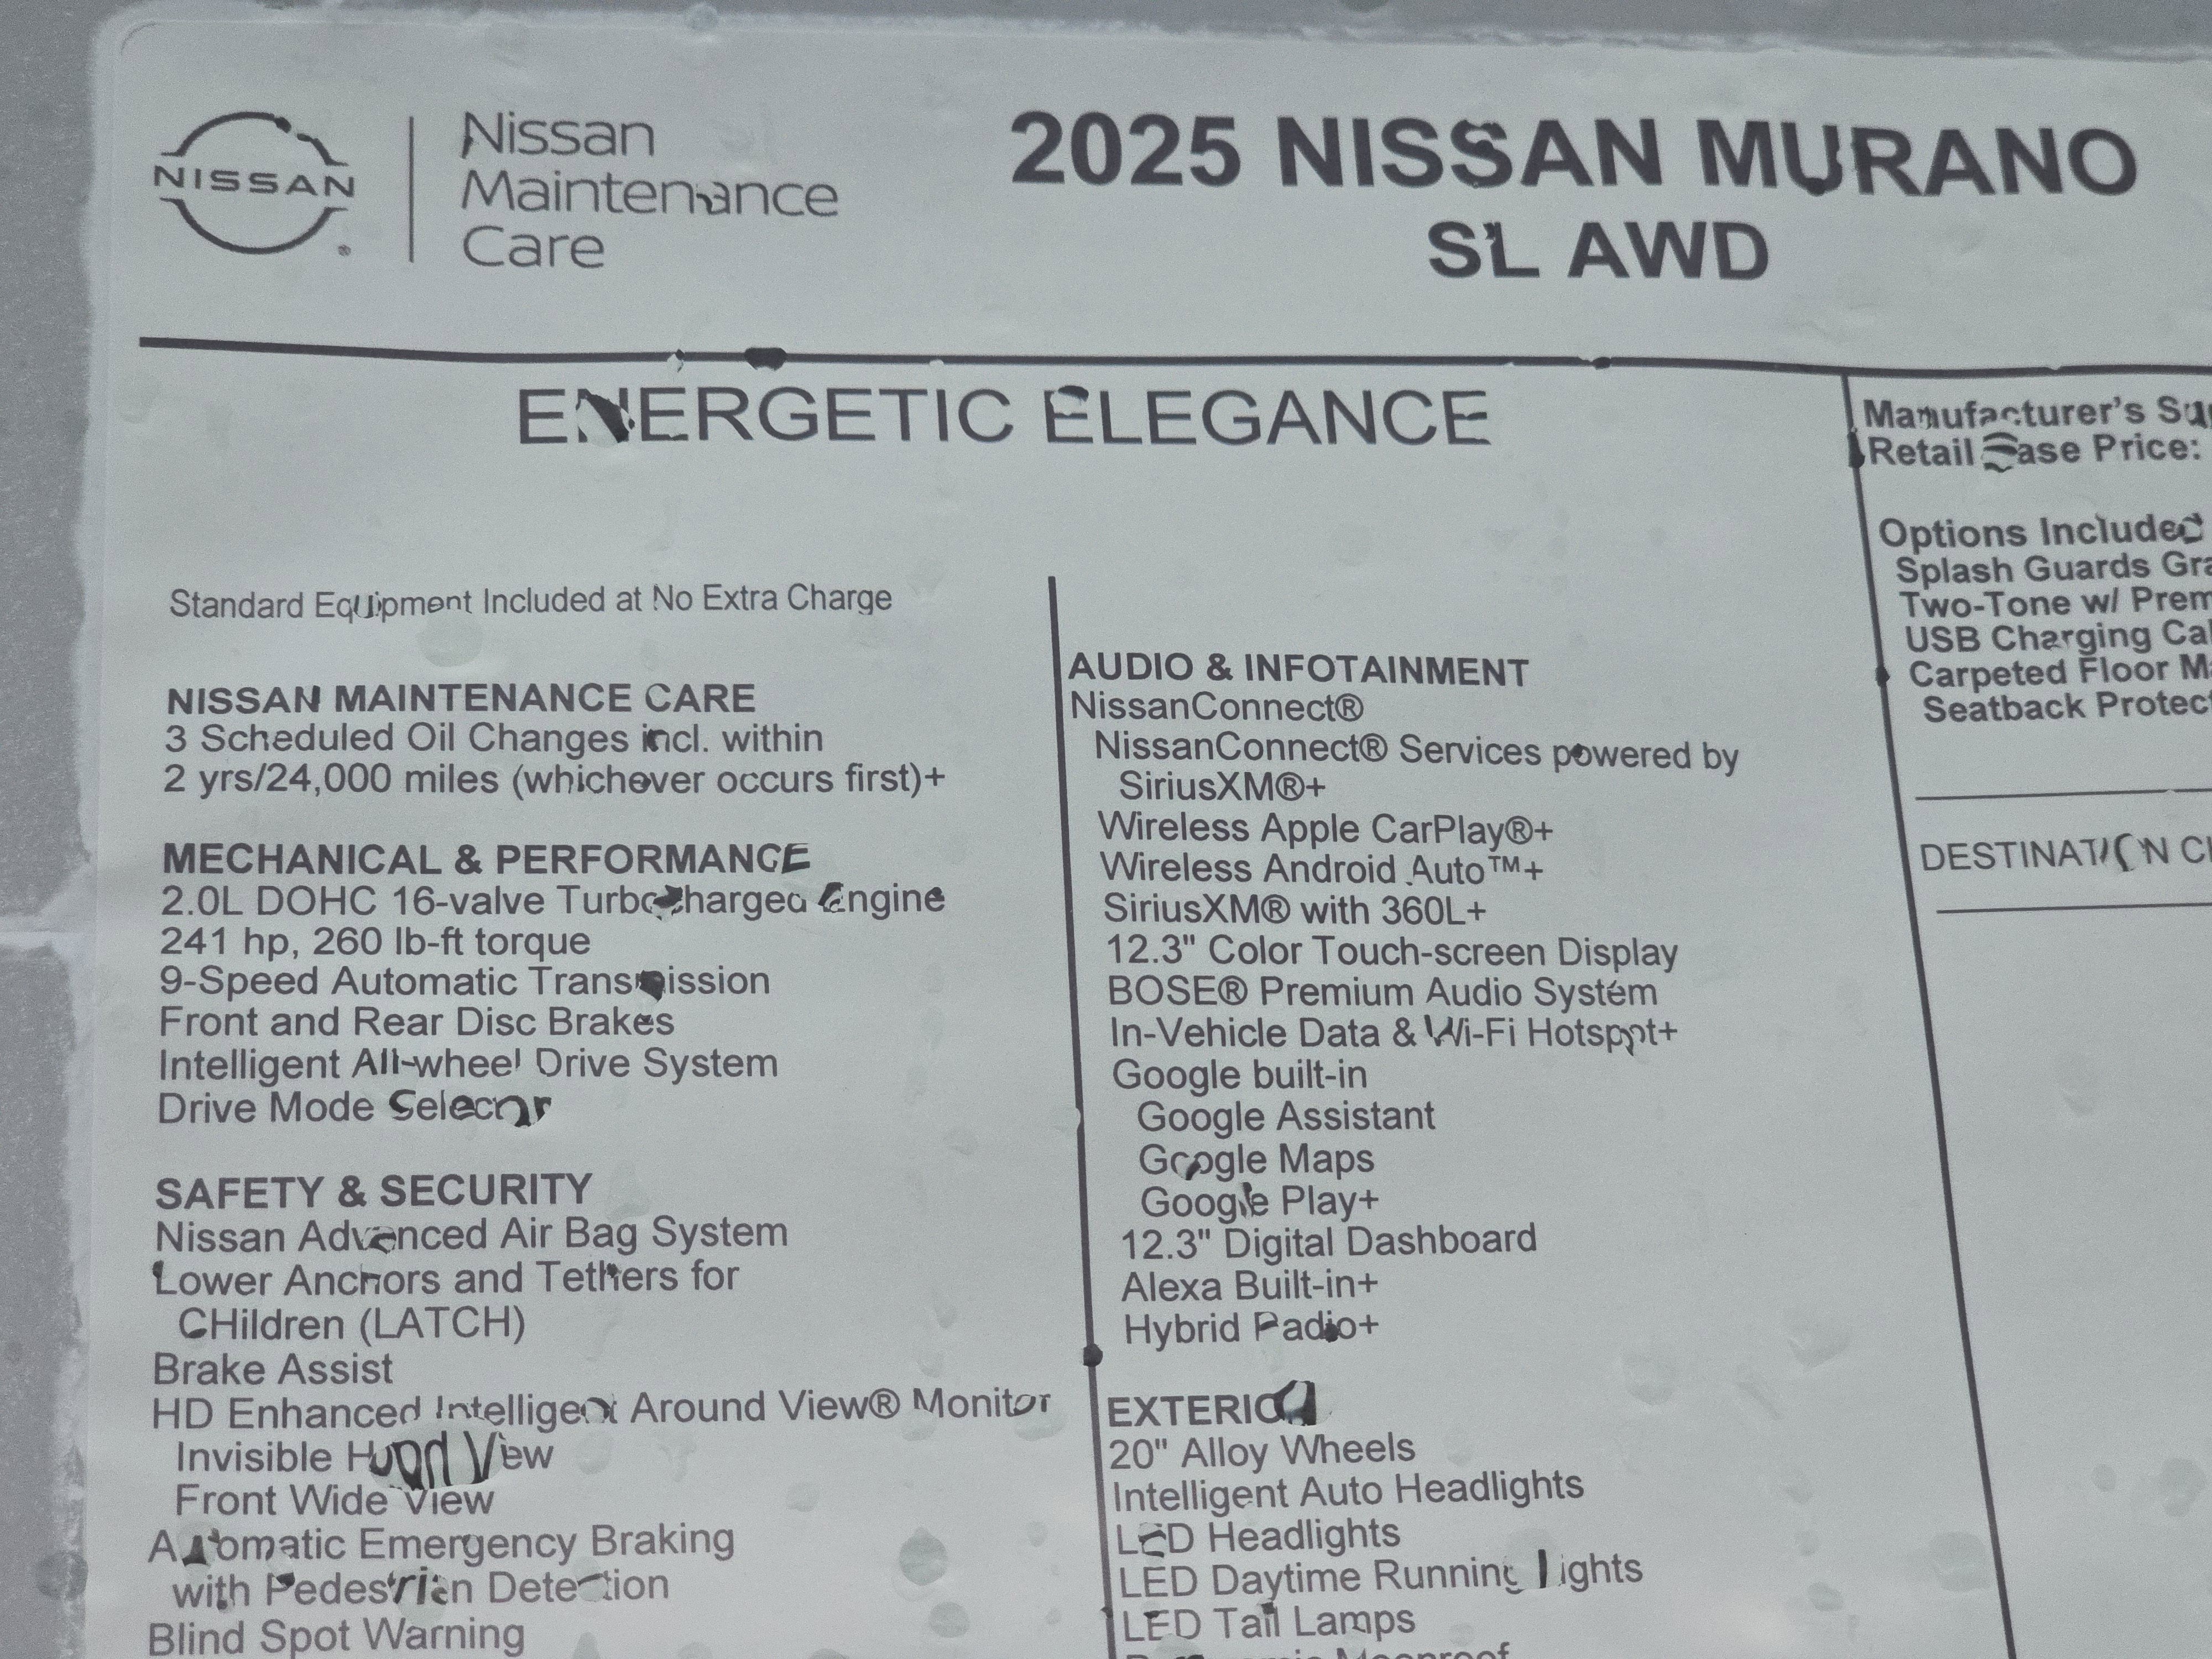 NISSAN
Nissan
Maintenance
Care
2025 NISSAN MURANO
SL AWD
ENERGETIC ELEGANCE
Standard Equipment Included at No Extra Charge
NISSAN MAINTENANCE CARE
3 Scheduled Oil Changes incl. within
2 yrs/24,000 miles (whichever occurs first)+
MECHANICAL & PERFORMANCE
2.0L DOHC 16-valve Turbocharged Engine
241 hp, 260 lb-ft torque
9-Speed Automatic Transmission
Front and Rear Disc Brakes
Intelligent All-wheel Drive System
Drive Mode Selector
SAFETY & SECURITY
Nissan Advanced Air Bag System
Lower Anchors and Tethers for
CHildren (LATCH)
Brake Assist
HD Enhanced Intelligent Around View® Monitor
Invisible Hood View
Front Wide View
Automatic Emergency Braking
with Pedestrian Detection
Blind Spot Warning
AUDIO & INFOTAINMENT
NissanConnect®
NissanConnect® Services powered by
SiriusXM®+
Wireless Apple CarPlay®+
Wireless Android Auto™+
SiriusXM® with 360L+
12.3" Color Touch-screen Display
BOSE® Premium Audio System
In-Vehicle Data & Wi-Fi Hotspot+
Google built-in
Google Assistant
Google Maps
Google Play+
12.3" Digital Dashboard
Alexa Built-in+
Hybrid Radio+
EXTERIOR
20" Alloy Wheels
Intelligent Auto Headlights
LED Headlights
LED Daytime Running Lights
LED Tail Lamps
Manufacturer's
Retail Base Price:
Options Included
Splash Guards
Two-Tone w/
USB Charging
Carpeted Floor
Seatback
DESTINATION